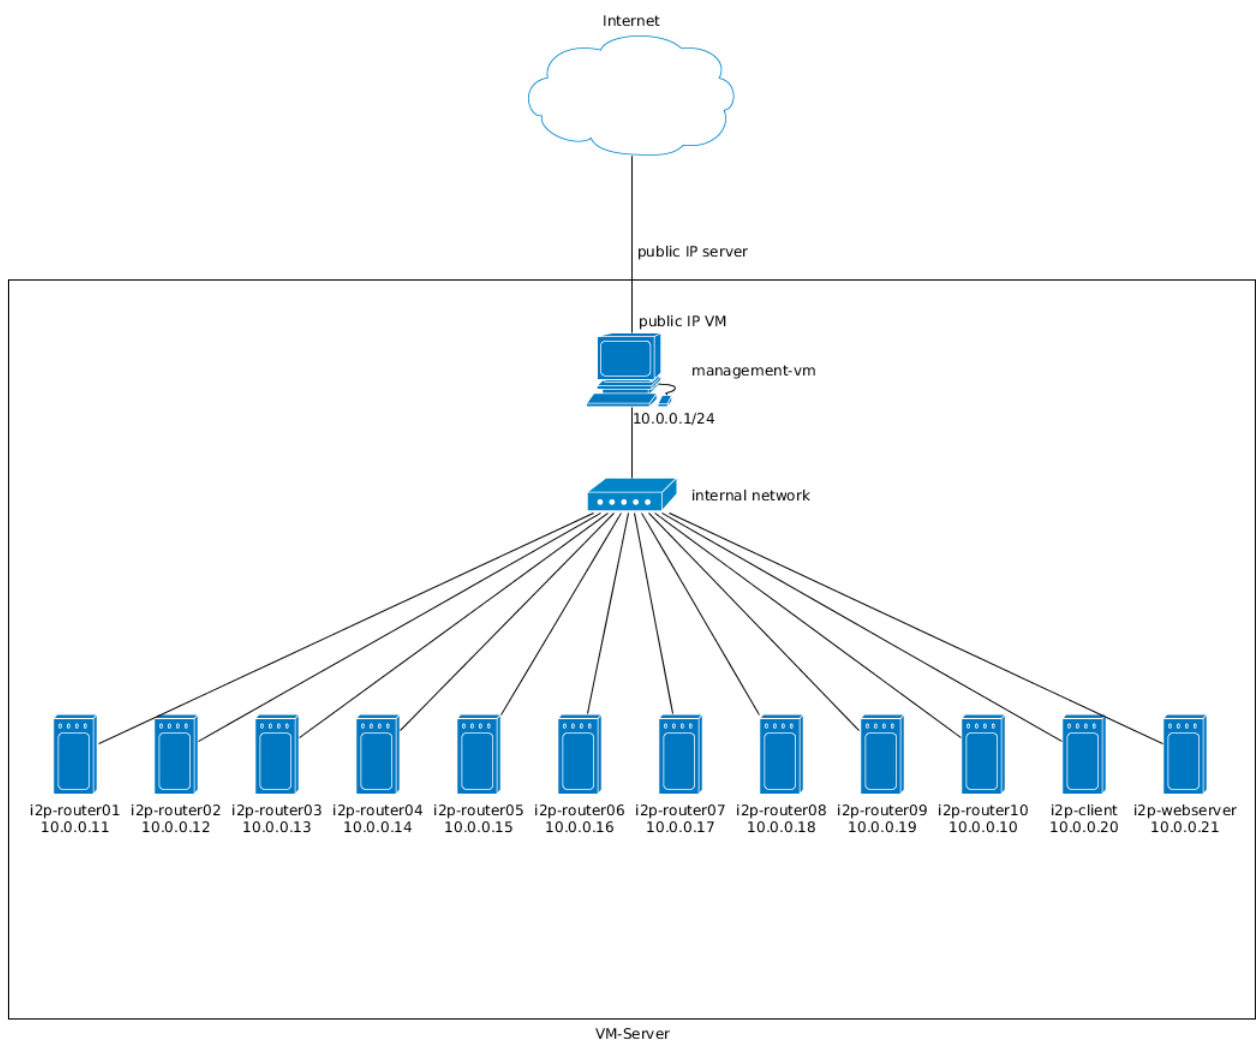 Internet
public IP server
public IP VM
management-vm
10.0.0.1/24
internal network
i2p-router01 i2p-router02 i2p-router03 i2p-router04 i2p-router05 i2p-router06 i2p-router07 i2p-router08 i2p-router09 i2p-router10 i2p-client i2p-webserver
10.0.0.11 10.0.0.12 10.0.0.13 10.0.0.14 10.0.0.15 10.0.0.16 10.0.0.17 10.0.0.18 10.0.0.19 10.0.0.10 10.0.0.20 10.0.0.21
VM-Server